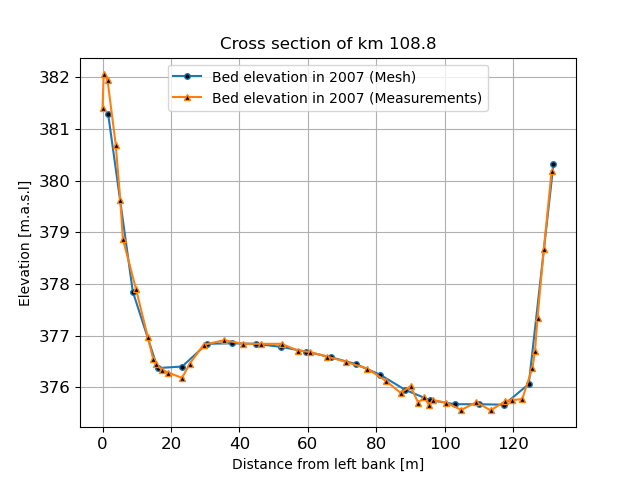 Cross section of km 108.8
Bed elevation in 2007 (Mesh)
Bed elevation in 2007 (Measurements)
Elevation [m.a.s.l]
382
381
380
379
378
377
376
0 20 40 60 80 100 120
Distance from left bank [m]